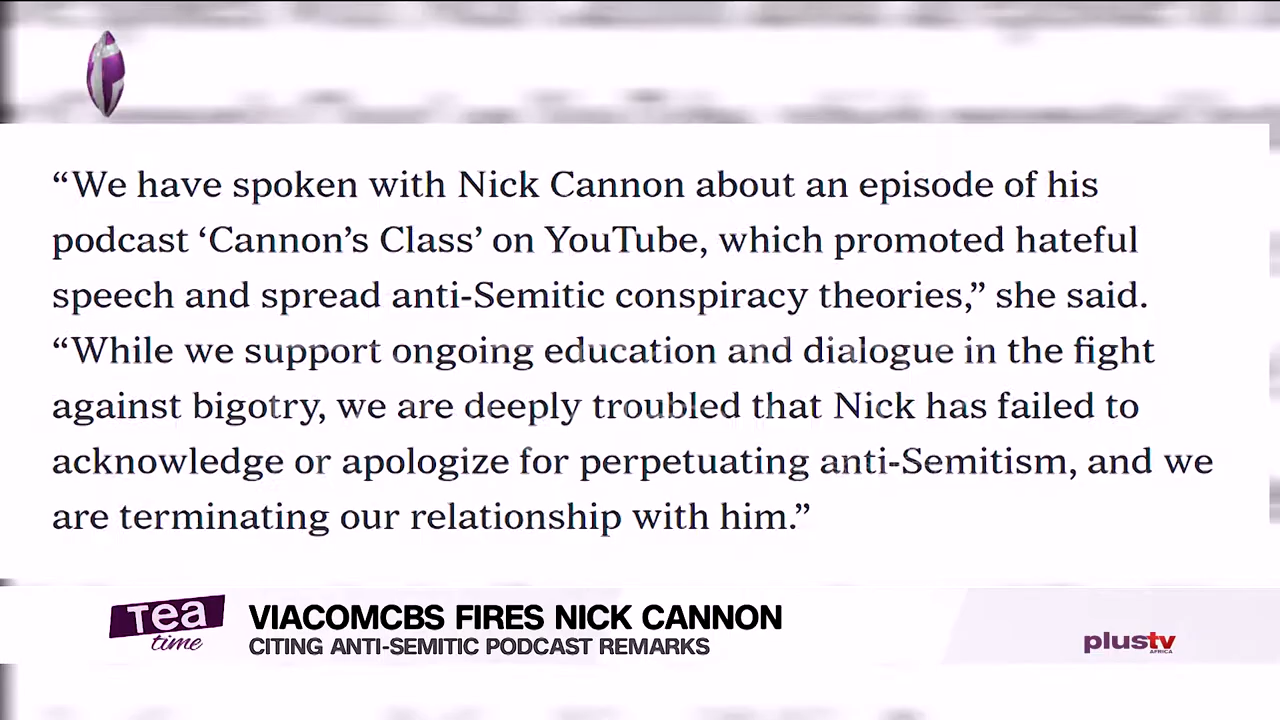 “We have spoken with Nick Cannon about an episode of his
podcast ‘Cannon’s Class’ on YouTube, which promoted hateful
speech and spread anti-Semitic conspiracy theories,” she said.
“While we support ongoing education and dialogue in the fight
against bigotry, we are deeply troubled that Nick has failed to
acknowledge or apologize for perpetuating anti-Semitism, and we
are terminating our relationship with him.”
Tea
time
VIACOMCBS FIRES NICK CANNON
CITING ANTI-SEMITIC PODCAST REMARKS
plustv
AFRICA